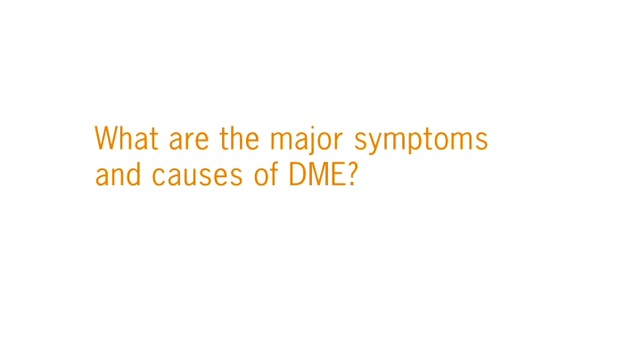 What are the major symptoms
and causes of DME?